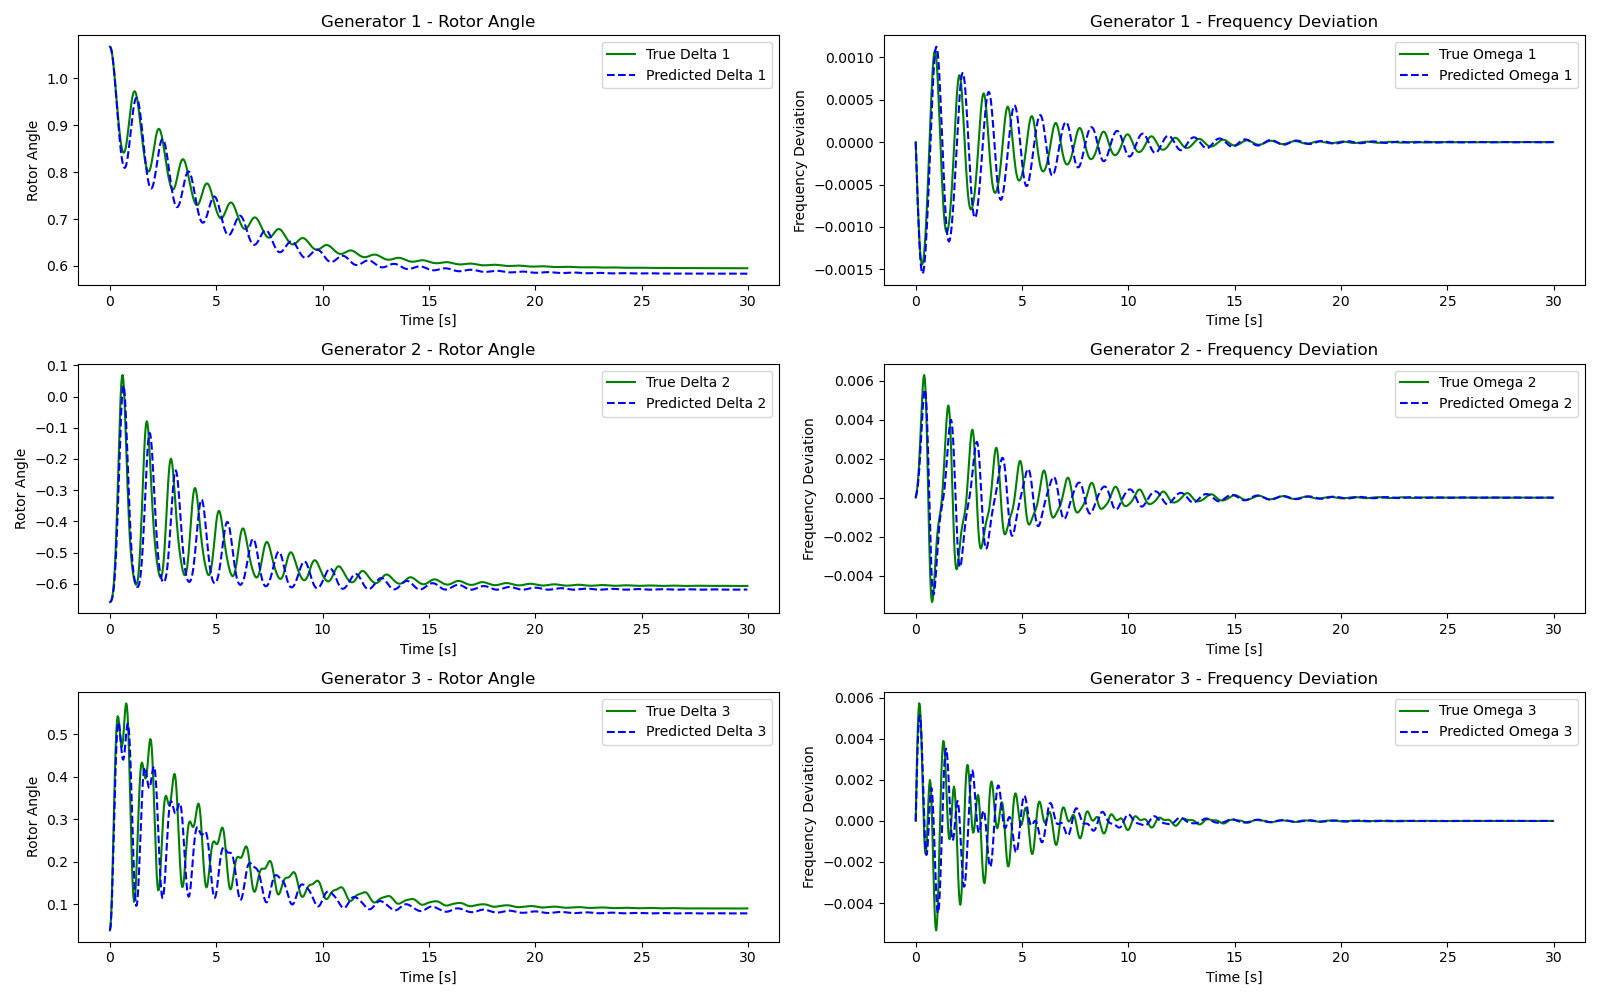 Generator 1 - Rotor Angle
True Delta 1
Predicted Delta 1
Rotor Angle
1.0
0.9
0.8
0.7
0.6
0 5 10 15 20 25 30
Time [s]
Generator 1 - Frequency Deviation
True Omega 1
Predicted Omega 1
Frequency Deviation
0.0010
0.0005
0.0000
−0.0005
−0.0010
−0.0015
0 5 10 15 20 25 30
Time [s]
Generator 2 - Rotor Angle
True Delta 2
Predicted Delta 2
Rotor Angle
0.1
0.0
−0.1
−0.2
−0.3
−0.4
−0.5
−0.6
0 5 10 15 20 25 30
Time [s]
Generator 2 - Frequency Deviation
True Omega 2
Predicted Omega 2
Frequency Deviation
0.006
0.004
0.002
0.000
−0.002
−0.004
0 5 10 15 20 25 30
Time [s]
Generator 3 - Rotor Angle
True Delta 3
Predicted Delta 3
Rotor Angle
0.5
0.4
0.3
0.2
0.1
0 5 10 15 20 25 30
Time [s]
Generator 3 - Frequency Deviation
True Omega 3
Predicted Omega 3
Frequency Deviation
0.006
0.004
0.002
0.000
−0.002
−0.004
0 5 10 15 20 25 30
Time [s]